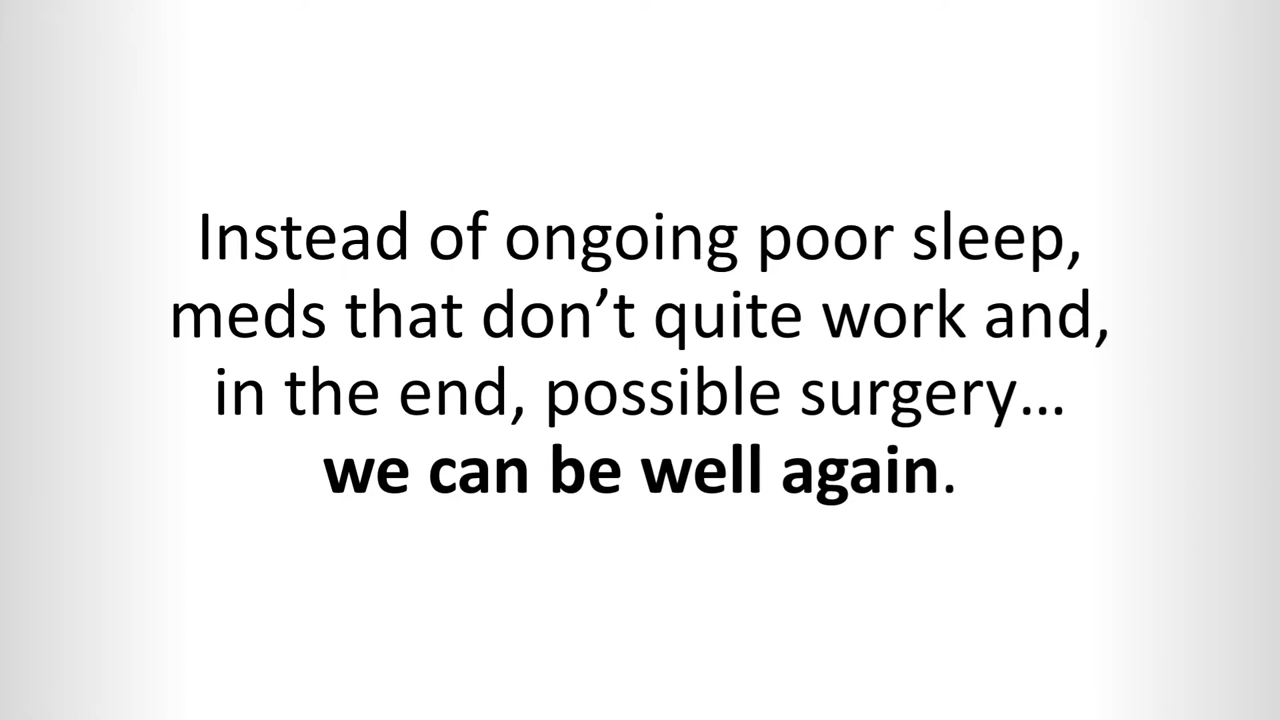 Instead of ongoing poor sleep,
meds that don’t quite work and,
in the end, possible surgery…
we can be well again.